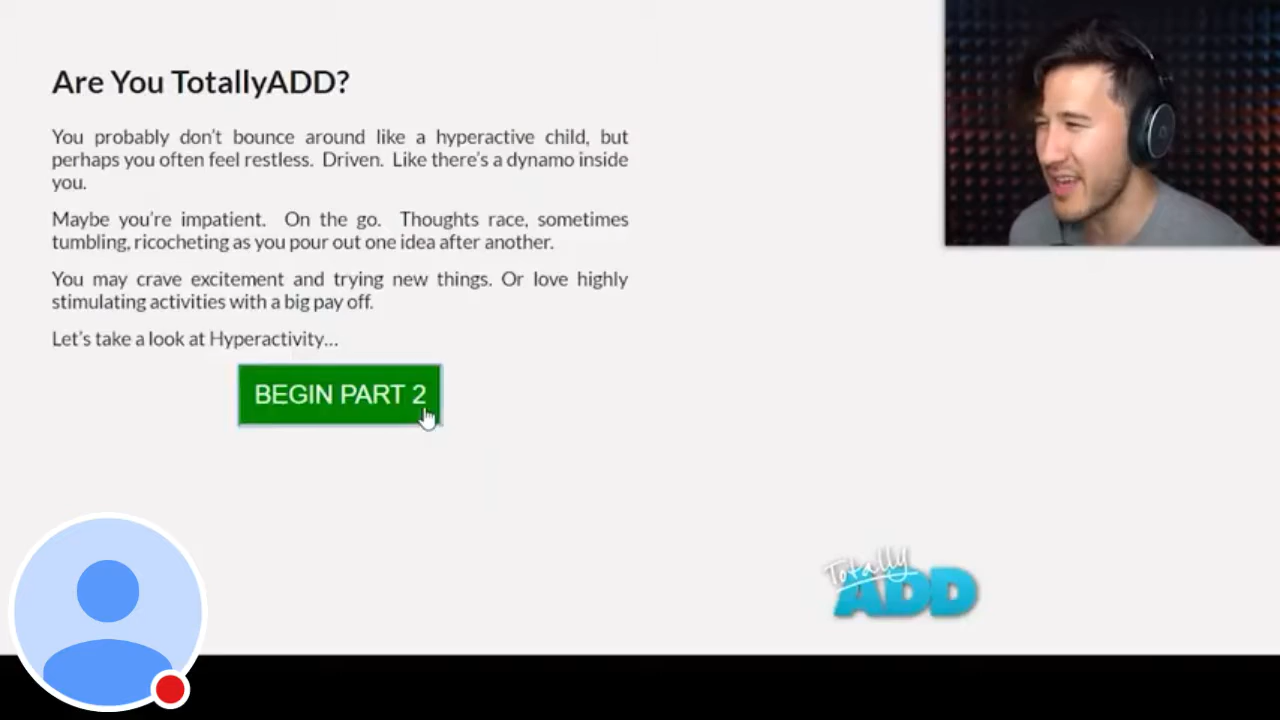 Are You TotallyADD?
You probably don't bounce around like a hyperactive child, but
perhaps you often feel restless. Driven. Like there's a dynamo inside
you.
Maybe you're impatient. On the go. Thoughts race, sometimes
tumbling, ricocheting as you pour out one idea after another.
You may crave excitement and trying new things. Or love highly
stimulating activities with a big pay off.
Let's take a look at Hyperactivity...
BEGIN PART 2
Totally
ADD